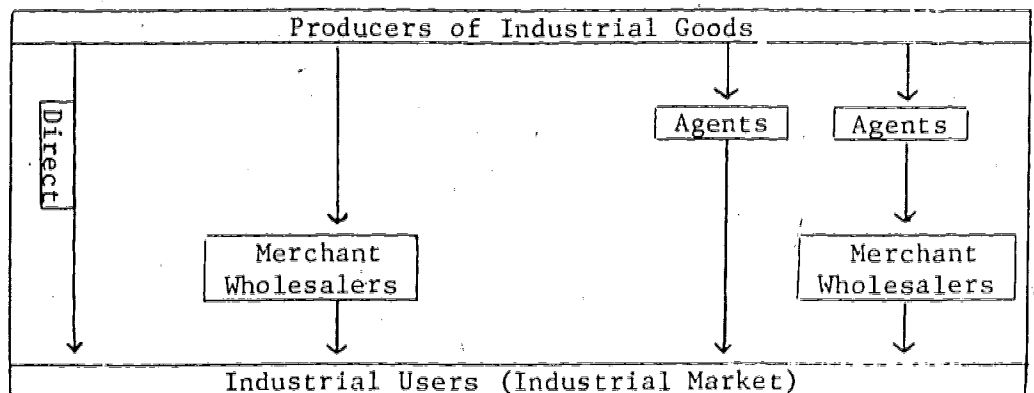 Producers of Industrial Goods
Direct
Agents
Agents
Merchant
Wholesalers
Merchant
Wholesalers
Industrial Users (Industrial Market)